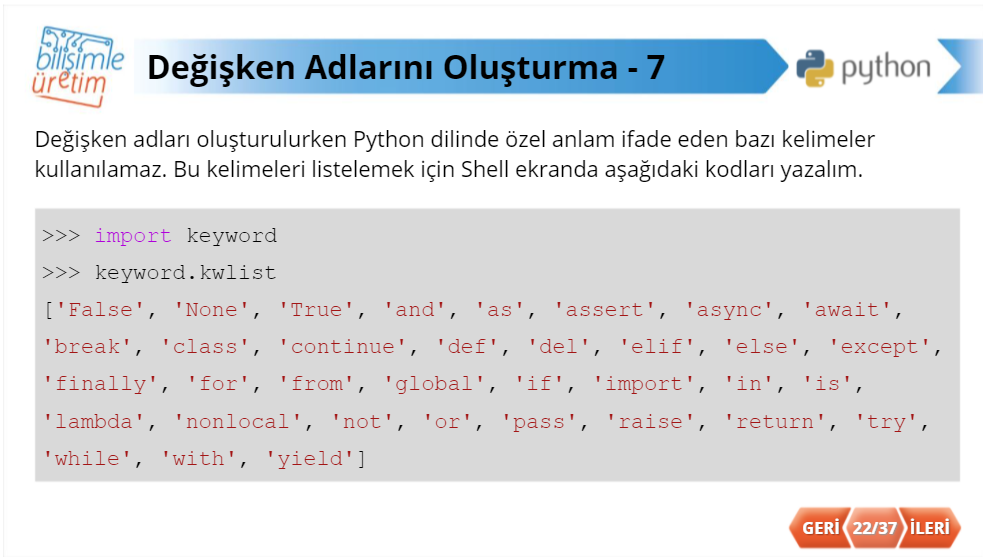 bilişimle
üretim
Değişken Adlarını Oluşturma - 7
python
Değişken adları oluşturulurken Python dilinde özel anlam ifade eden bazı kelimeler
kullanılamaz. Bu kelimeleri listelemek için Shell ekranda aşağıdaki kodları yazalım.
>>> import keyword
>>> keyword.kwlist
['False', 'None', 'True', 'and', 'as', 'assert', 'async', 'await',
'break', 'class', 'continue', 'def', 'del', 'elif', 'else', 'except',
'finally', 'for', 'from', 'global', 'if', 'import', 'in', 'is',
'lambda', 'nonlocal', 'not', 'or', 'pass', 'raise', 'return', 'try',
'while', 'with', 'yield']
GERİ 22/37 İLERİ